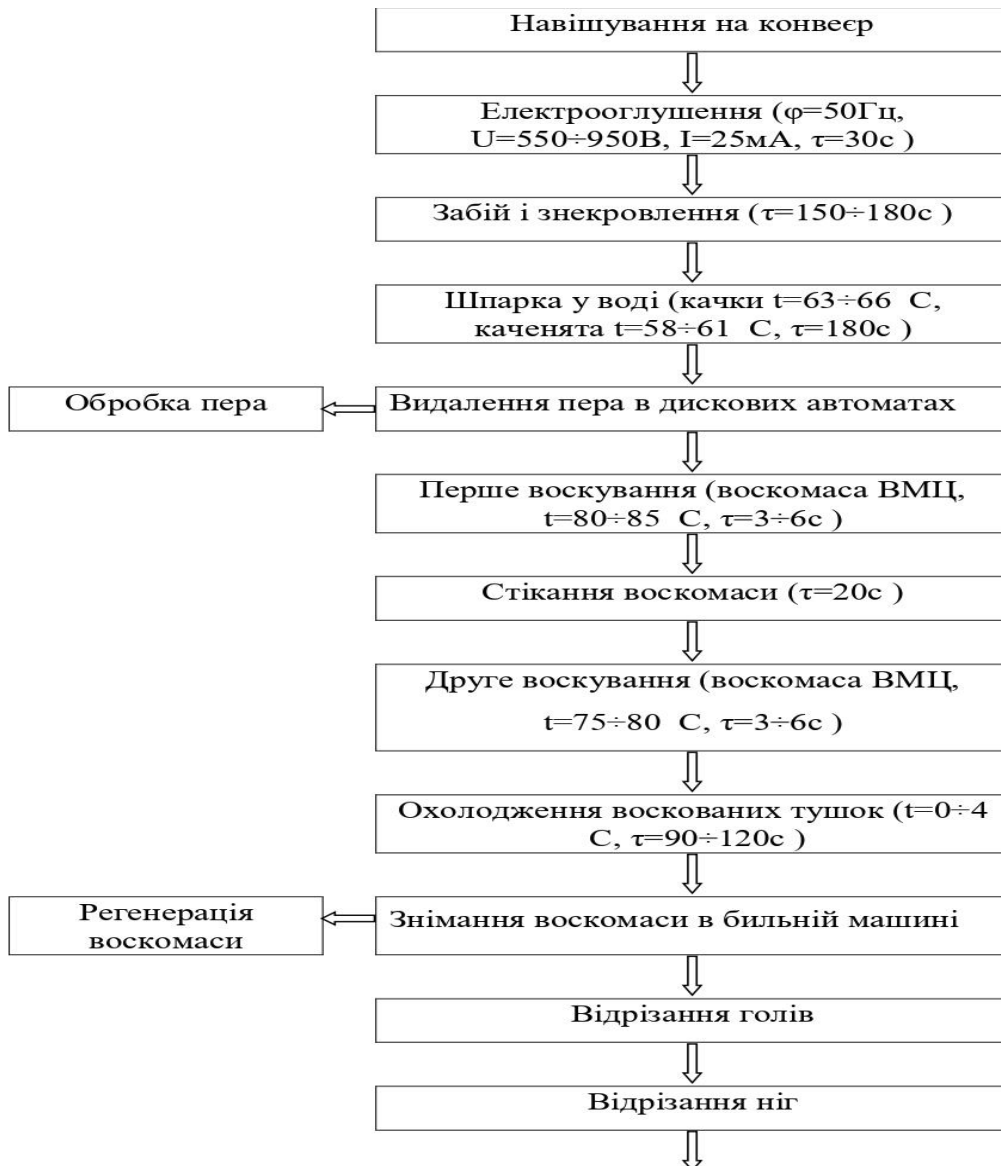 Навішування на конвеєр
Електрооглушення (φ=50Гц,
U=550÷950В, I=25мА, τ=30с )
Забій і знекровлення (τ=150÷180с )
Шпарка у воді (качки t=63÷66 С,
каченята t=58÷61 С, τ=180с )
Обробка пера
Видалення пера в дискових автоматах
Перше воскування (воскомаса ВМЦ,
t=80÷85 С, τ=3÷6с )
Стікання воскомаси (τ=20с )
Друге воскування (воскомаса ВМЦ,
t=75÷80 С, τ=3÷6с )
Охолодження воскованих тушок (t=0÷4
С, τ=90÷120с )
Регенерація
воскомаси
Знімання воскомаси в бильній машині
Відрізання голів
Відрізання ніг